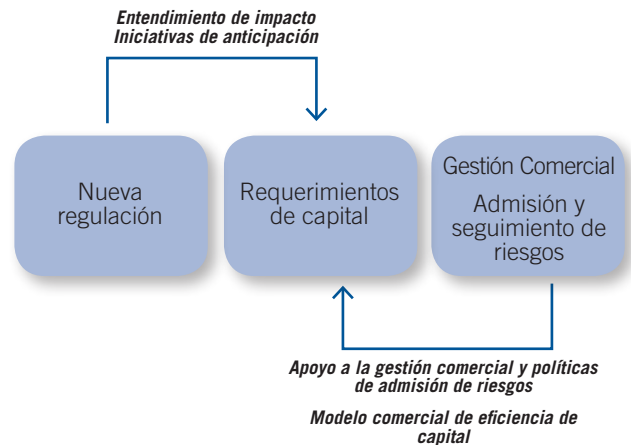 Entendimiento de impacto
Iniciativas de anticipación
Nueva
regulación
Requerimientos
de capital
Gestión Comercial
Admisión y
seguimiento de
riesgos
Apoyo a la gestión comercial y políticas
de admisión de riesgos
Modelo comercial de eficiencia de
capital